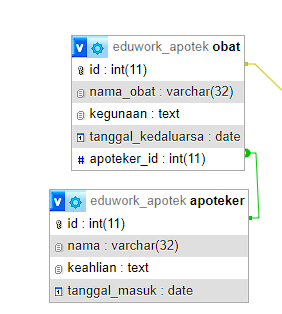 eduwork_apotek obat
id : int(11)
nama_obat : varchar(32)
kegunaan : text
tanggal_kedaluarsa : date
# apoteker_id : int(11)
eduwork_apotek apoteker
id : int(11)
nama : varchar(32)
keahlian : text
tanggal_masuk : date